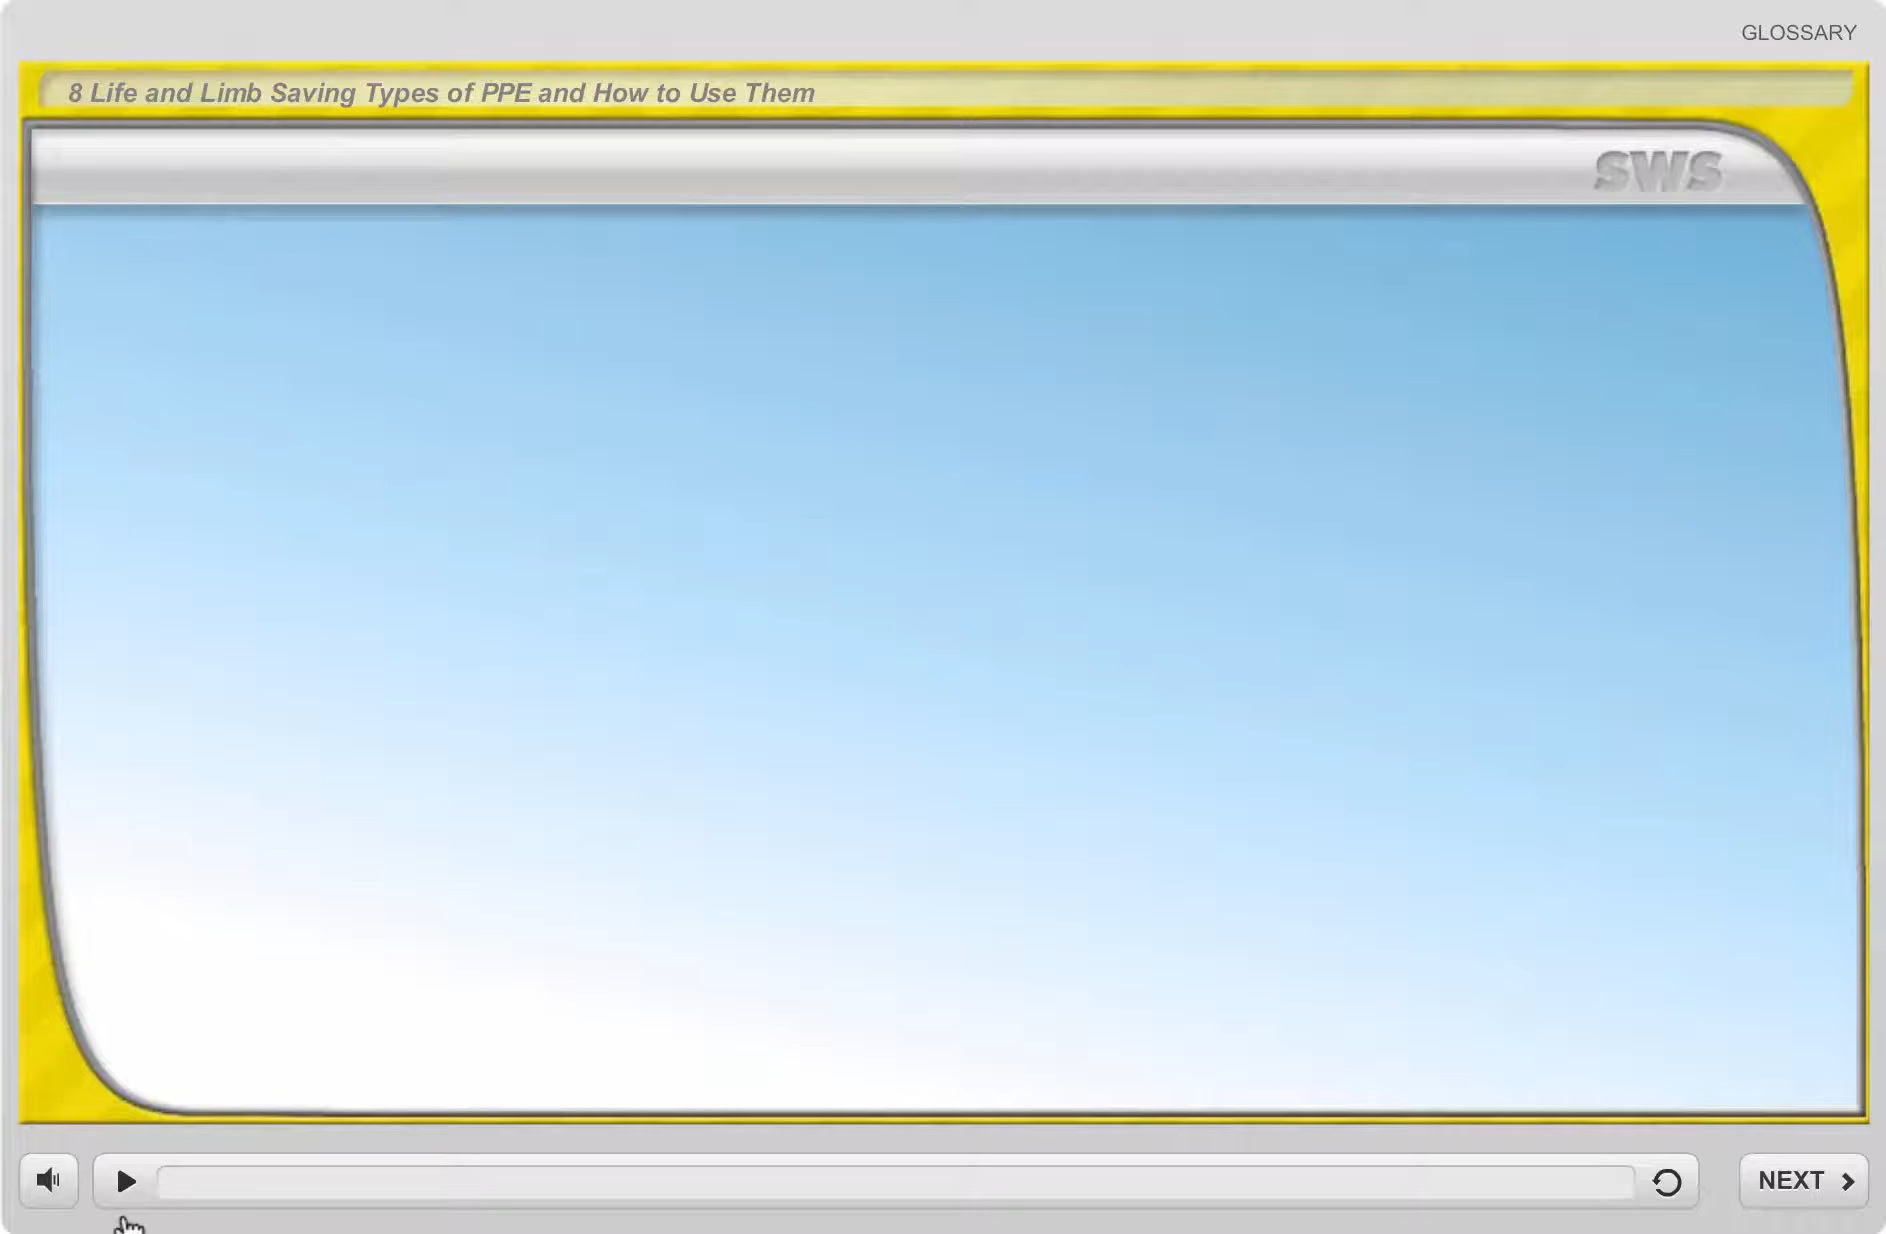 GLOSSARY
8 Life and Limb Saving Types of PPE and How to Use Them
SWS
NEXT